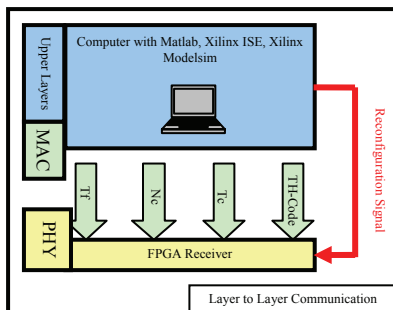 Upper Layers
Computer with Matlab, Xilinx ISE, Xilinx
Modelsim
MAC
Reconfiguration Signal
Tf
Nc
Tc
TH-Code
PHY
FPGA Receiver
Layer to Layer Communication